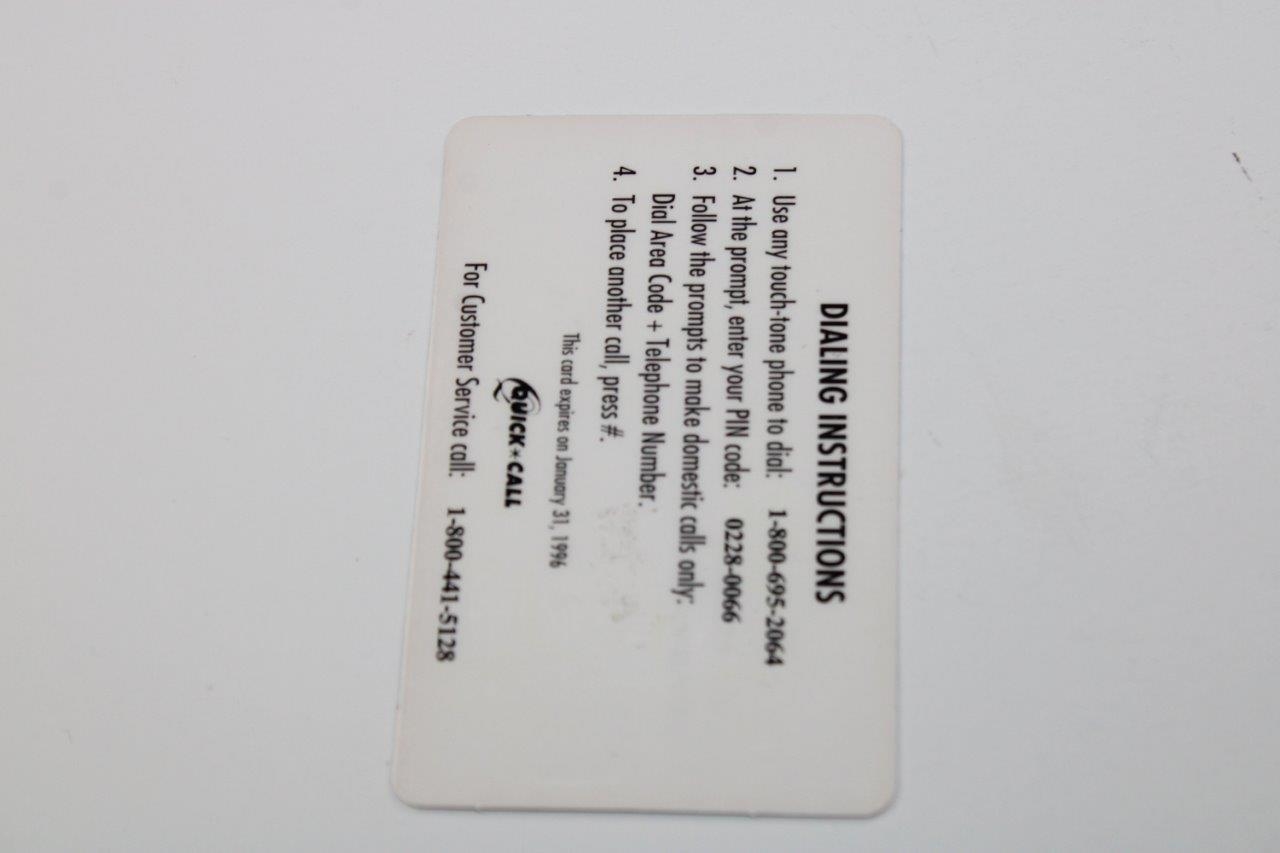 DIALING INSTRUCTIONS
1. Use any touch-tone phone to dial: 1-800-695-2064
2. At the prompt, enter your PIN code: 0228-0066
3. Follow the prompts to make domestic calls only:
Dial Area Code + Telephone Number.
4. To place another call, press #.
This card expires on January 31, 1996
QUICK★CALL
For Customer Service call: 1-800-441-5128